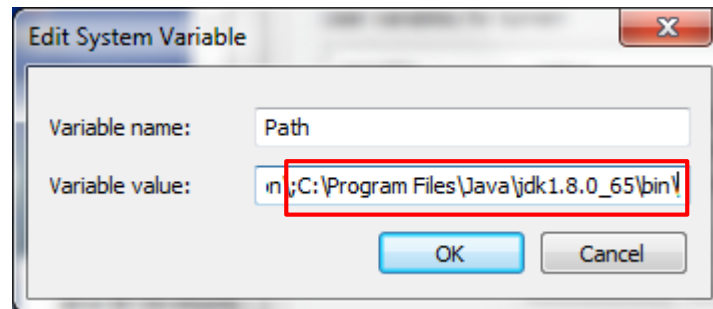 Edit System Variable
Variable name:
Path
Variable value:
n\;C:\Program Files\Java\jdk1.8.0_65\bin\
OK
Cancel